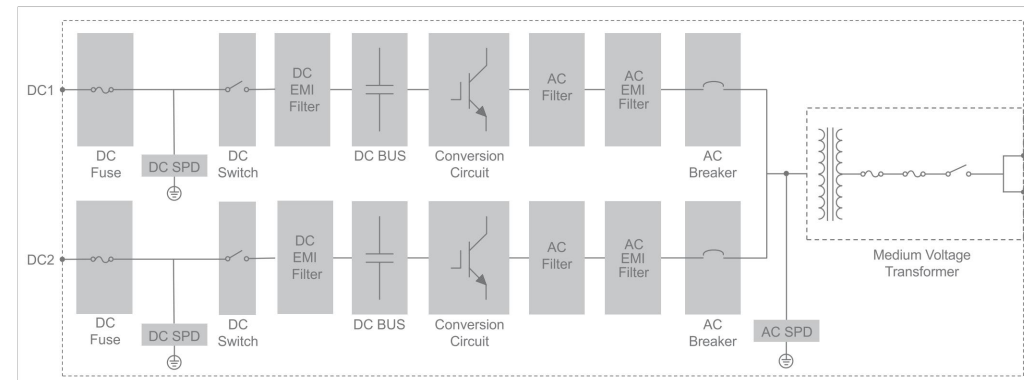 DC1
DC
Fuse
DC SPD
DC
Switch
DC
EMI
Filter
DC BUS
Conversion
Circuit
AC
Filter
AC
EMI
Filter
AC
Breaker
DC2
DC
Fuse
DC SPD
DC
Switch
DC
EMI
Filter
DC BUS
Conversion
Circuit
AC
Filter
AC
EMI
Filter
AC
Breaker
AC SPD
Medium Voltage
Transformer